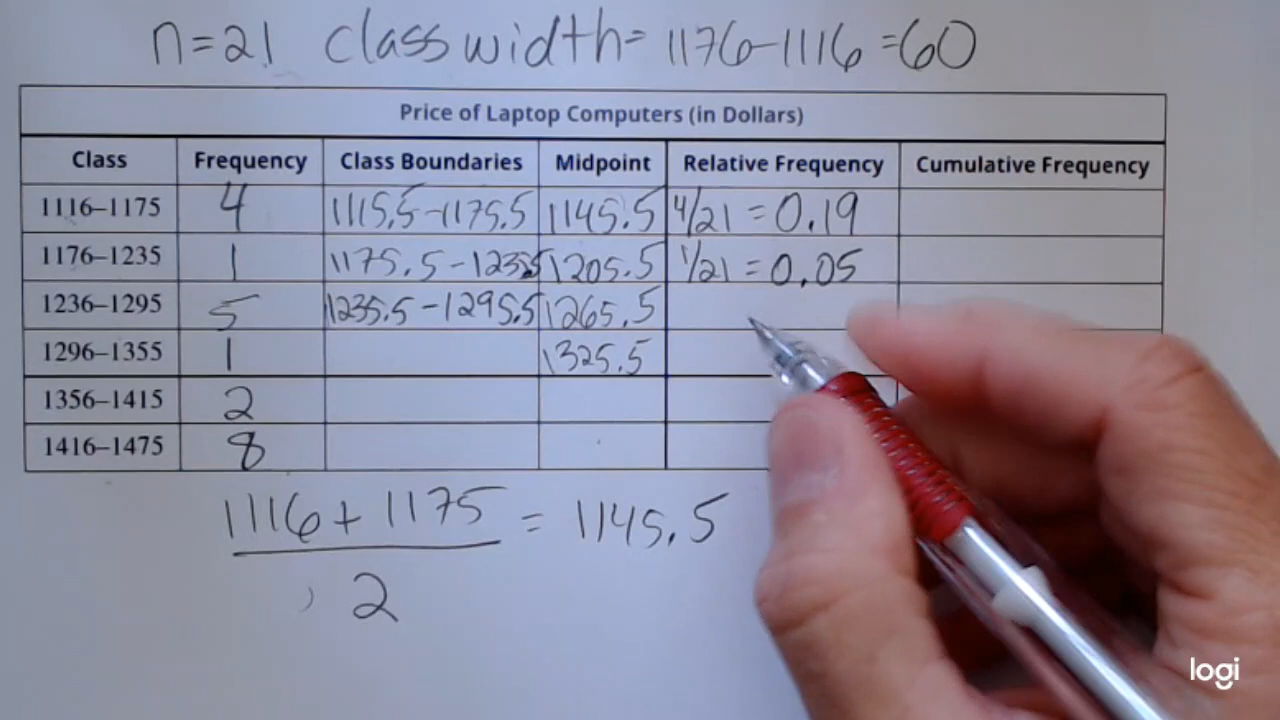 n=21 class width= 1176-1116=60
Price of Laptop Computers (in Dollars)
Class Frequency Class Boundaries Midpoint Relative Frequency Cumulative Frequency
1116–1175 4 1115.5-1175.5 1145.5 4/21 = 0.19
1176–1235 1 1175.5-1235.5 1205.5 1/21 = 0.05
1236–1295 5 1235.5-1295.5 1265.5
1296–1355 1 1325.5
1356–1415 2
1416–1475 8
1116+1175 = 1145.5
2
logi